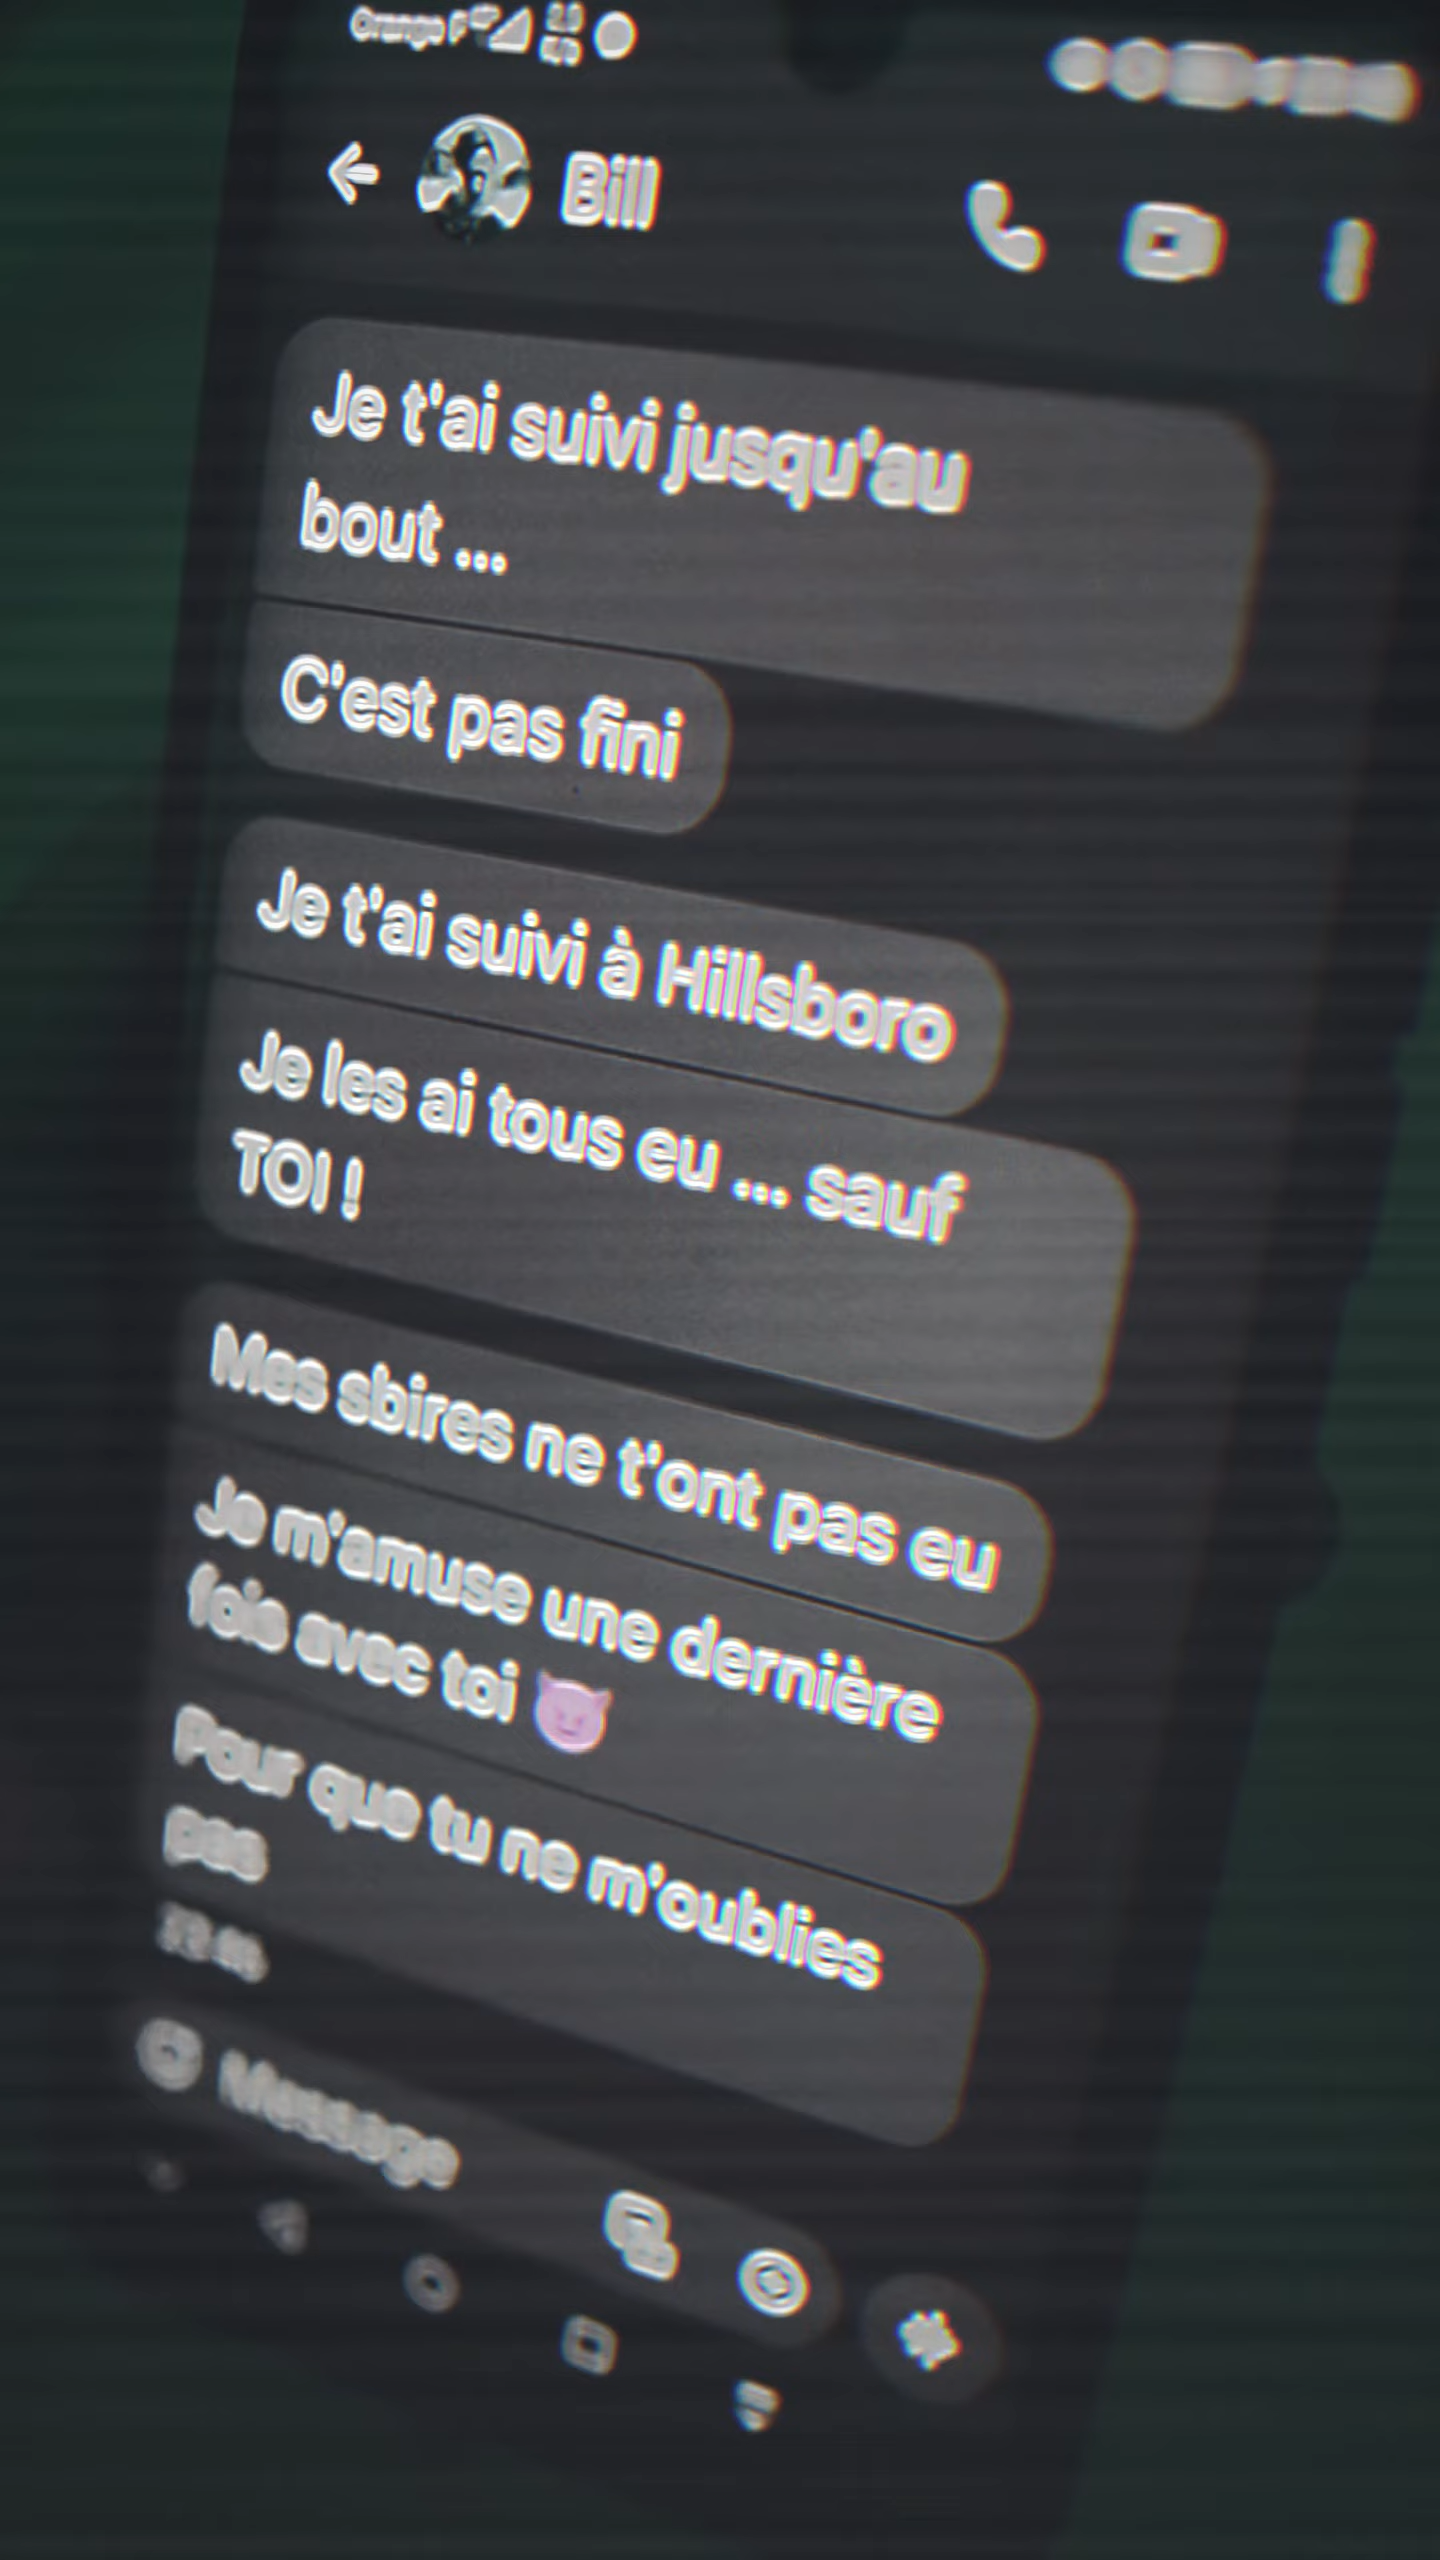 Orange F
Bill
Je t'ai suivi jusqu'au
bout ...
C'est pas fini
Je t'ai suivi à Hillsboro
Je les ai tous eu ... sauf
TOI !
Mes sbires ne t'ont pas eu
Je m'amuse une dernière
fois avec toi 😈
Pour que tu ne m'oublies
pas
Message